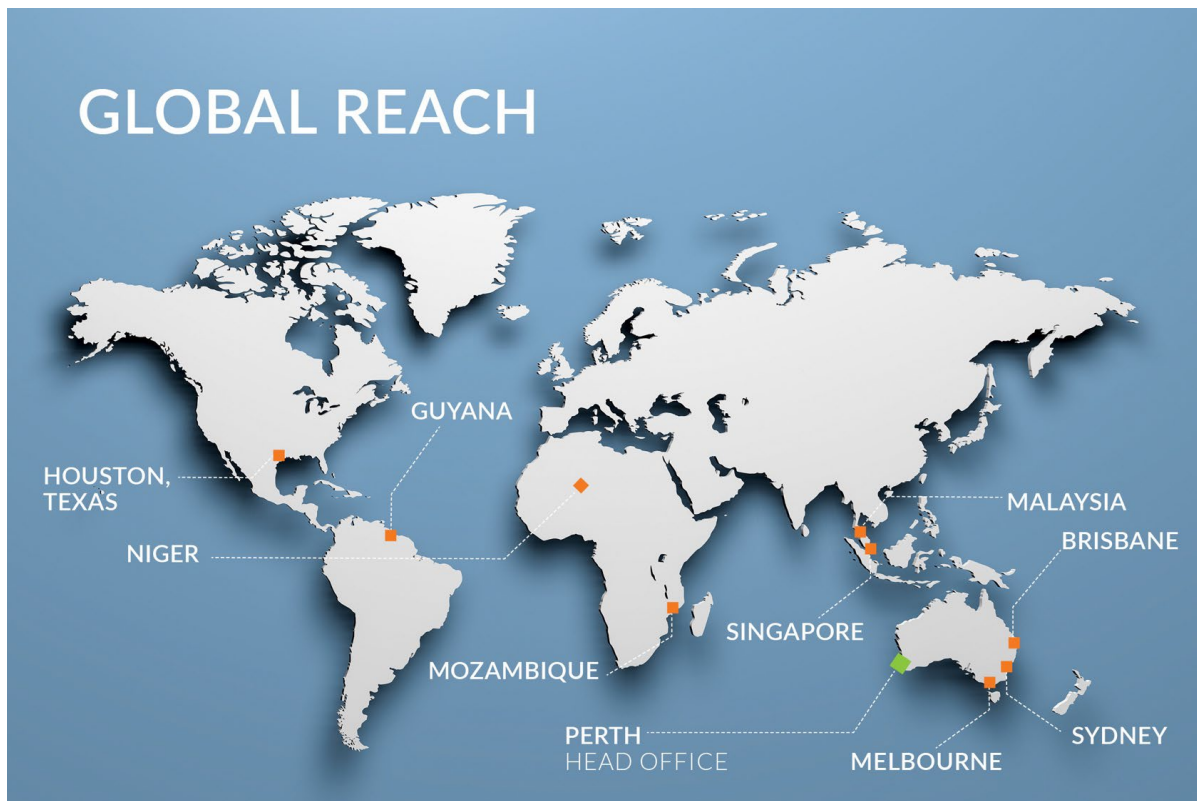 GLOBAL REACH
GUYANA
HOUSTON,
TEXAS
MALAYSIA
BRISBANE
NIGER
SINGAPORE
MOZAMBIQUE
PERTH
HEAD OFFICE
SYDNEY
MELBOURNE